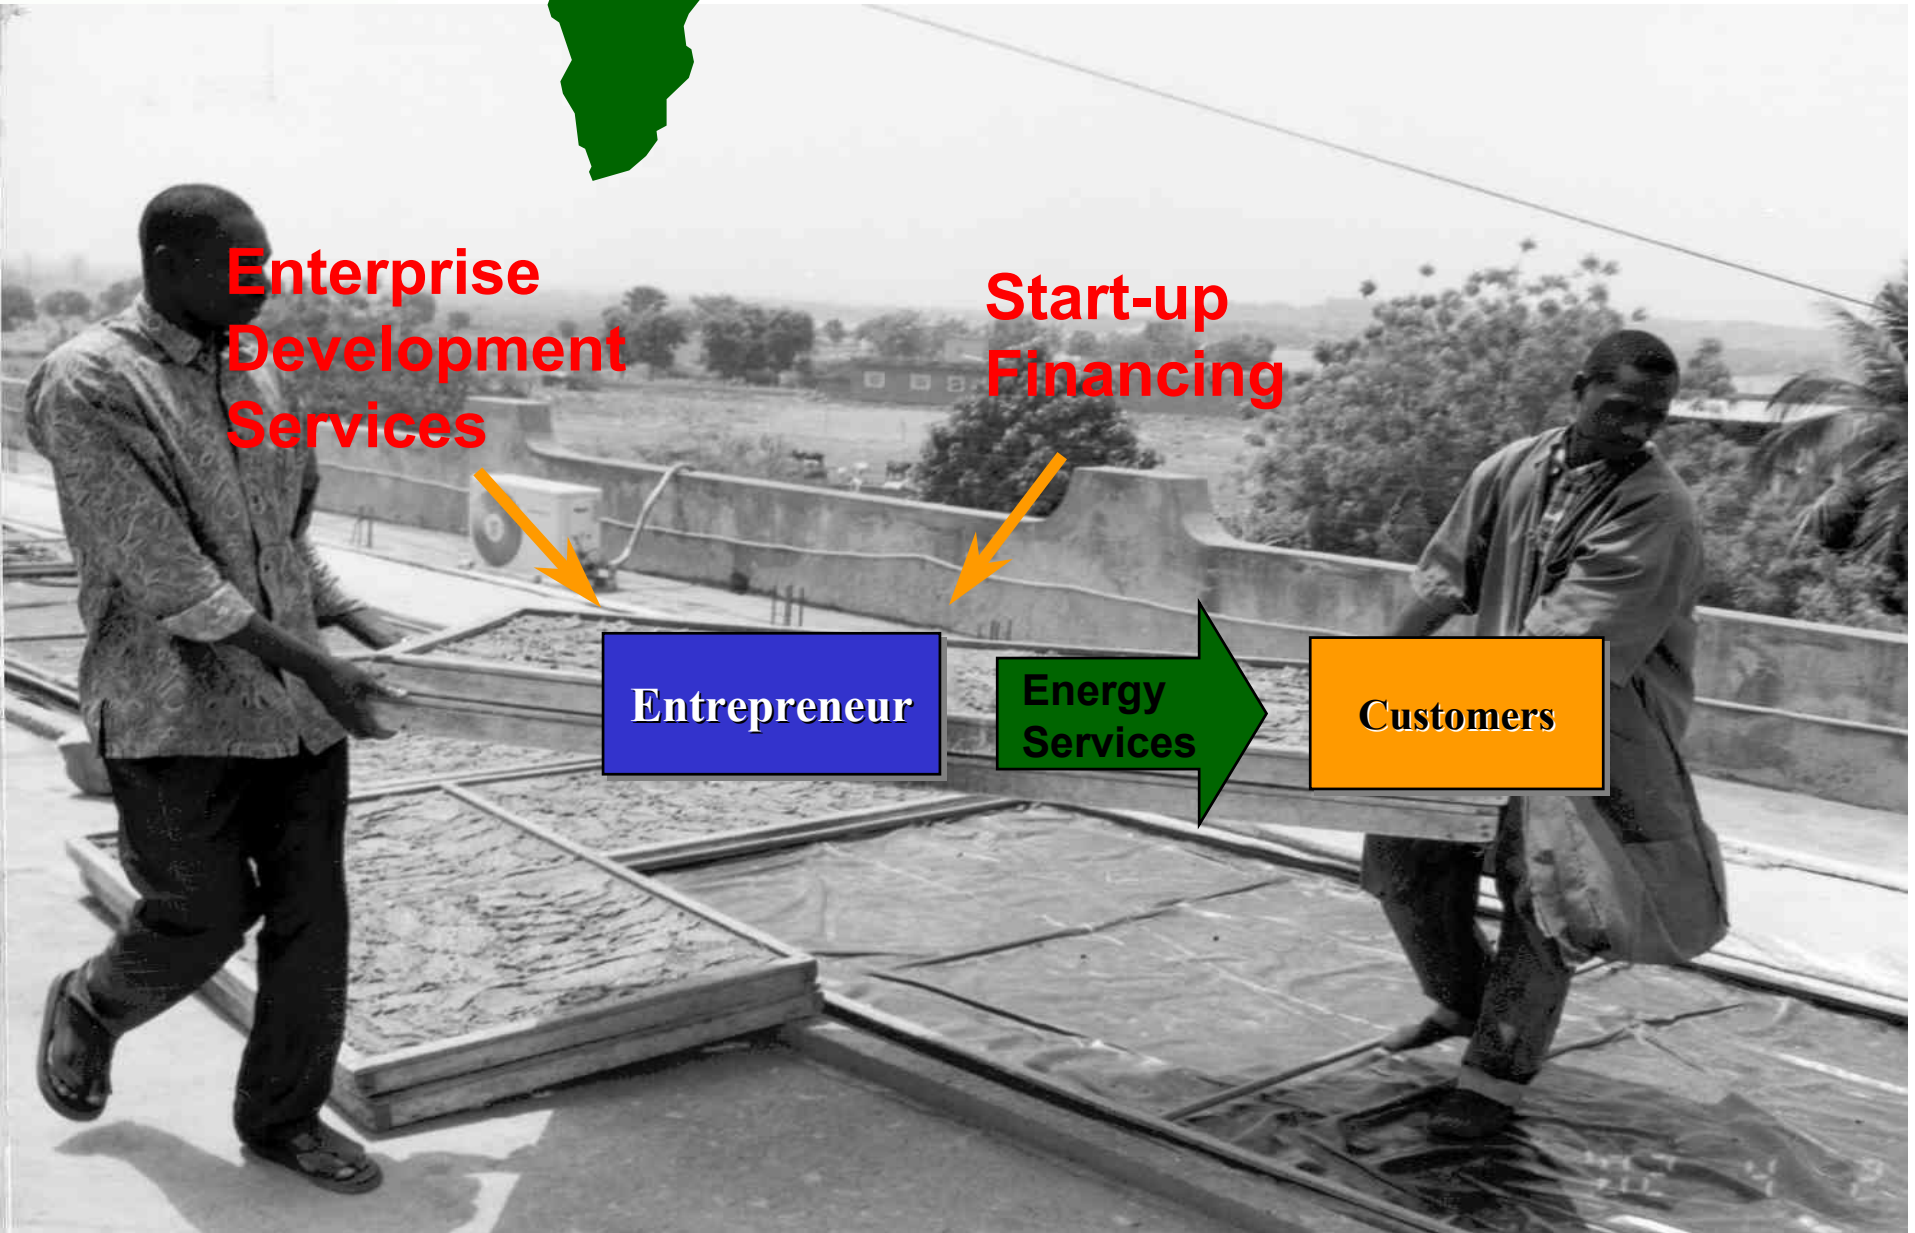 Enterprise
Development
Services
Start-up
Financing
Entrepreneur
Energy
Services
Customers